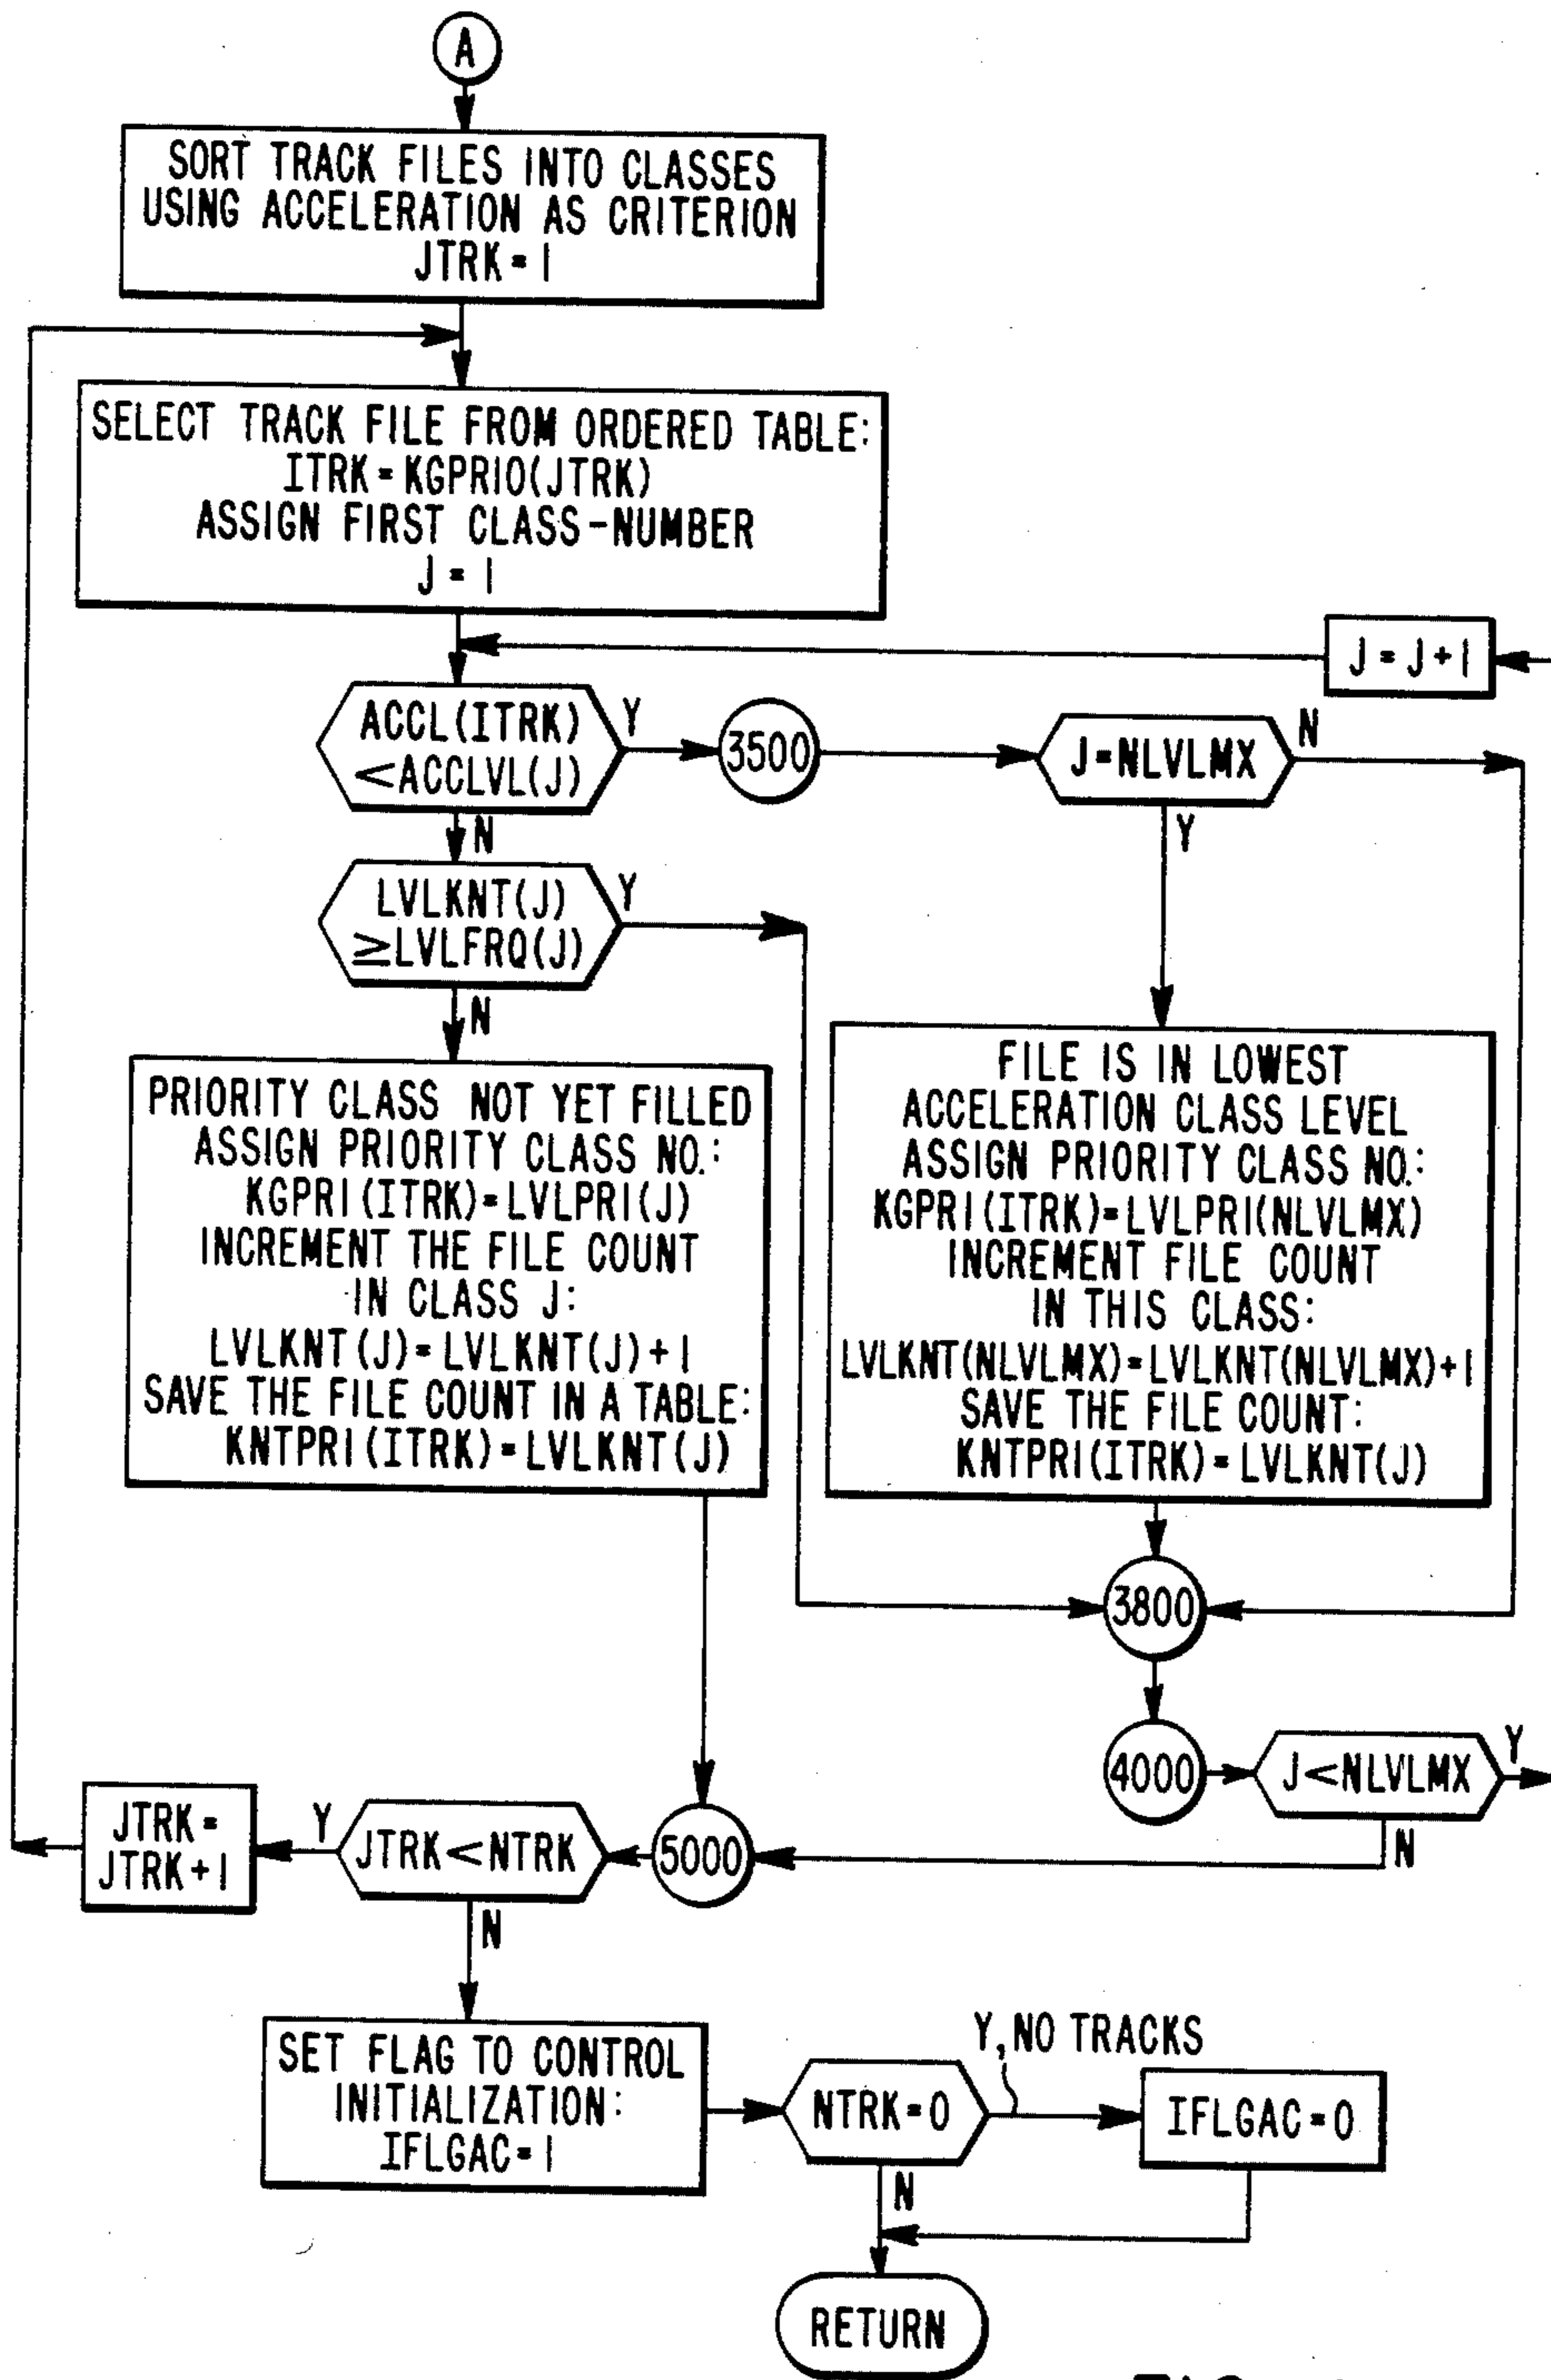 A
SORT TRACK FILES INTO CLASSES
USING ACCELERATION AS CRITERION
JTRK = 1
SELECT TRACK FILE FROM ORDERED TABLE:
ITRK = KGPRIO(JTRK)
ASSIGN FIRST CLASS-NUMBER
J = 1
J = J+1
ACCL(ITRK)
<ACCLVL(J)
Y
3500
J=NLVLMX
N
N
Y
LVLKNT(J)
≥LVLFRQ(J)
Y
N
PRIORITY CLASS NOT YET FILLED
ASSIGN PRIORITY CLASS NO.:
KGPRI(ITRK)=LVLPRI(J)
INCREMENT THE FILE COUNT
IN CLASS J:
LVLKNT(J)=LVLKNT(J)+1
SAVE THE FILE COUNT IN A TABLE:
KNTPRI(ITRK)=LVLKNT(J)
FILE IS IN LOWEST
ACCELERATION CLASS LEVEL
ASSIGN PRIORITY CLASS NO.:
KGPRI(ITRK)=LVLPRI(NLVLMX)
INCREMENT FILE COUNT
IN THIS CLASS:
LVLKNT(NLVLMX)=LVLKNT(NLVLMX)+1
SAVE THE FILE COUNT:
KNTPRI(ITRK)=LVLKNT(J)
3800
4000
J<NLVLMX
Y
N
JTRK=
JTRK+1
Y
JTRK<NTRK
5000
N
SET FLAG TO CONTROL
INITIALIZATION:
IFLGAC=1
NTRK=0
Y, NO TRACKS
IFLGAC=0
N
RETURN